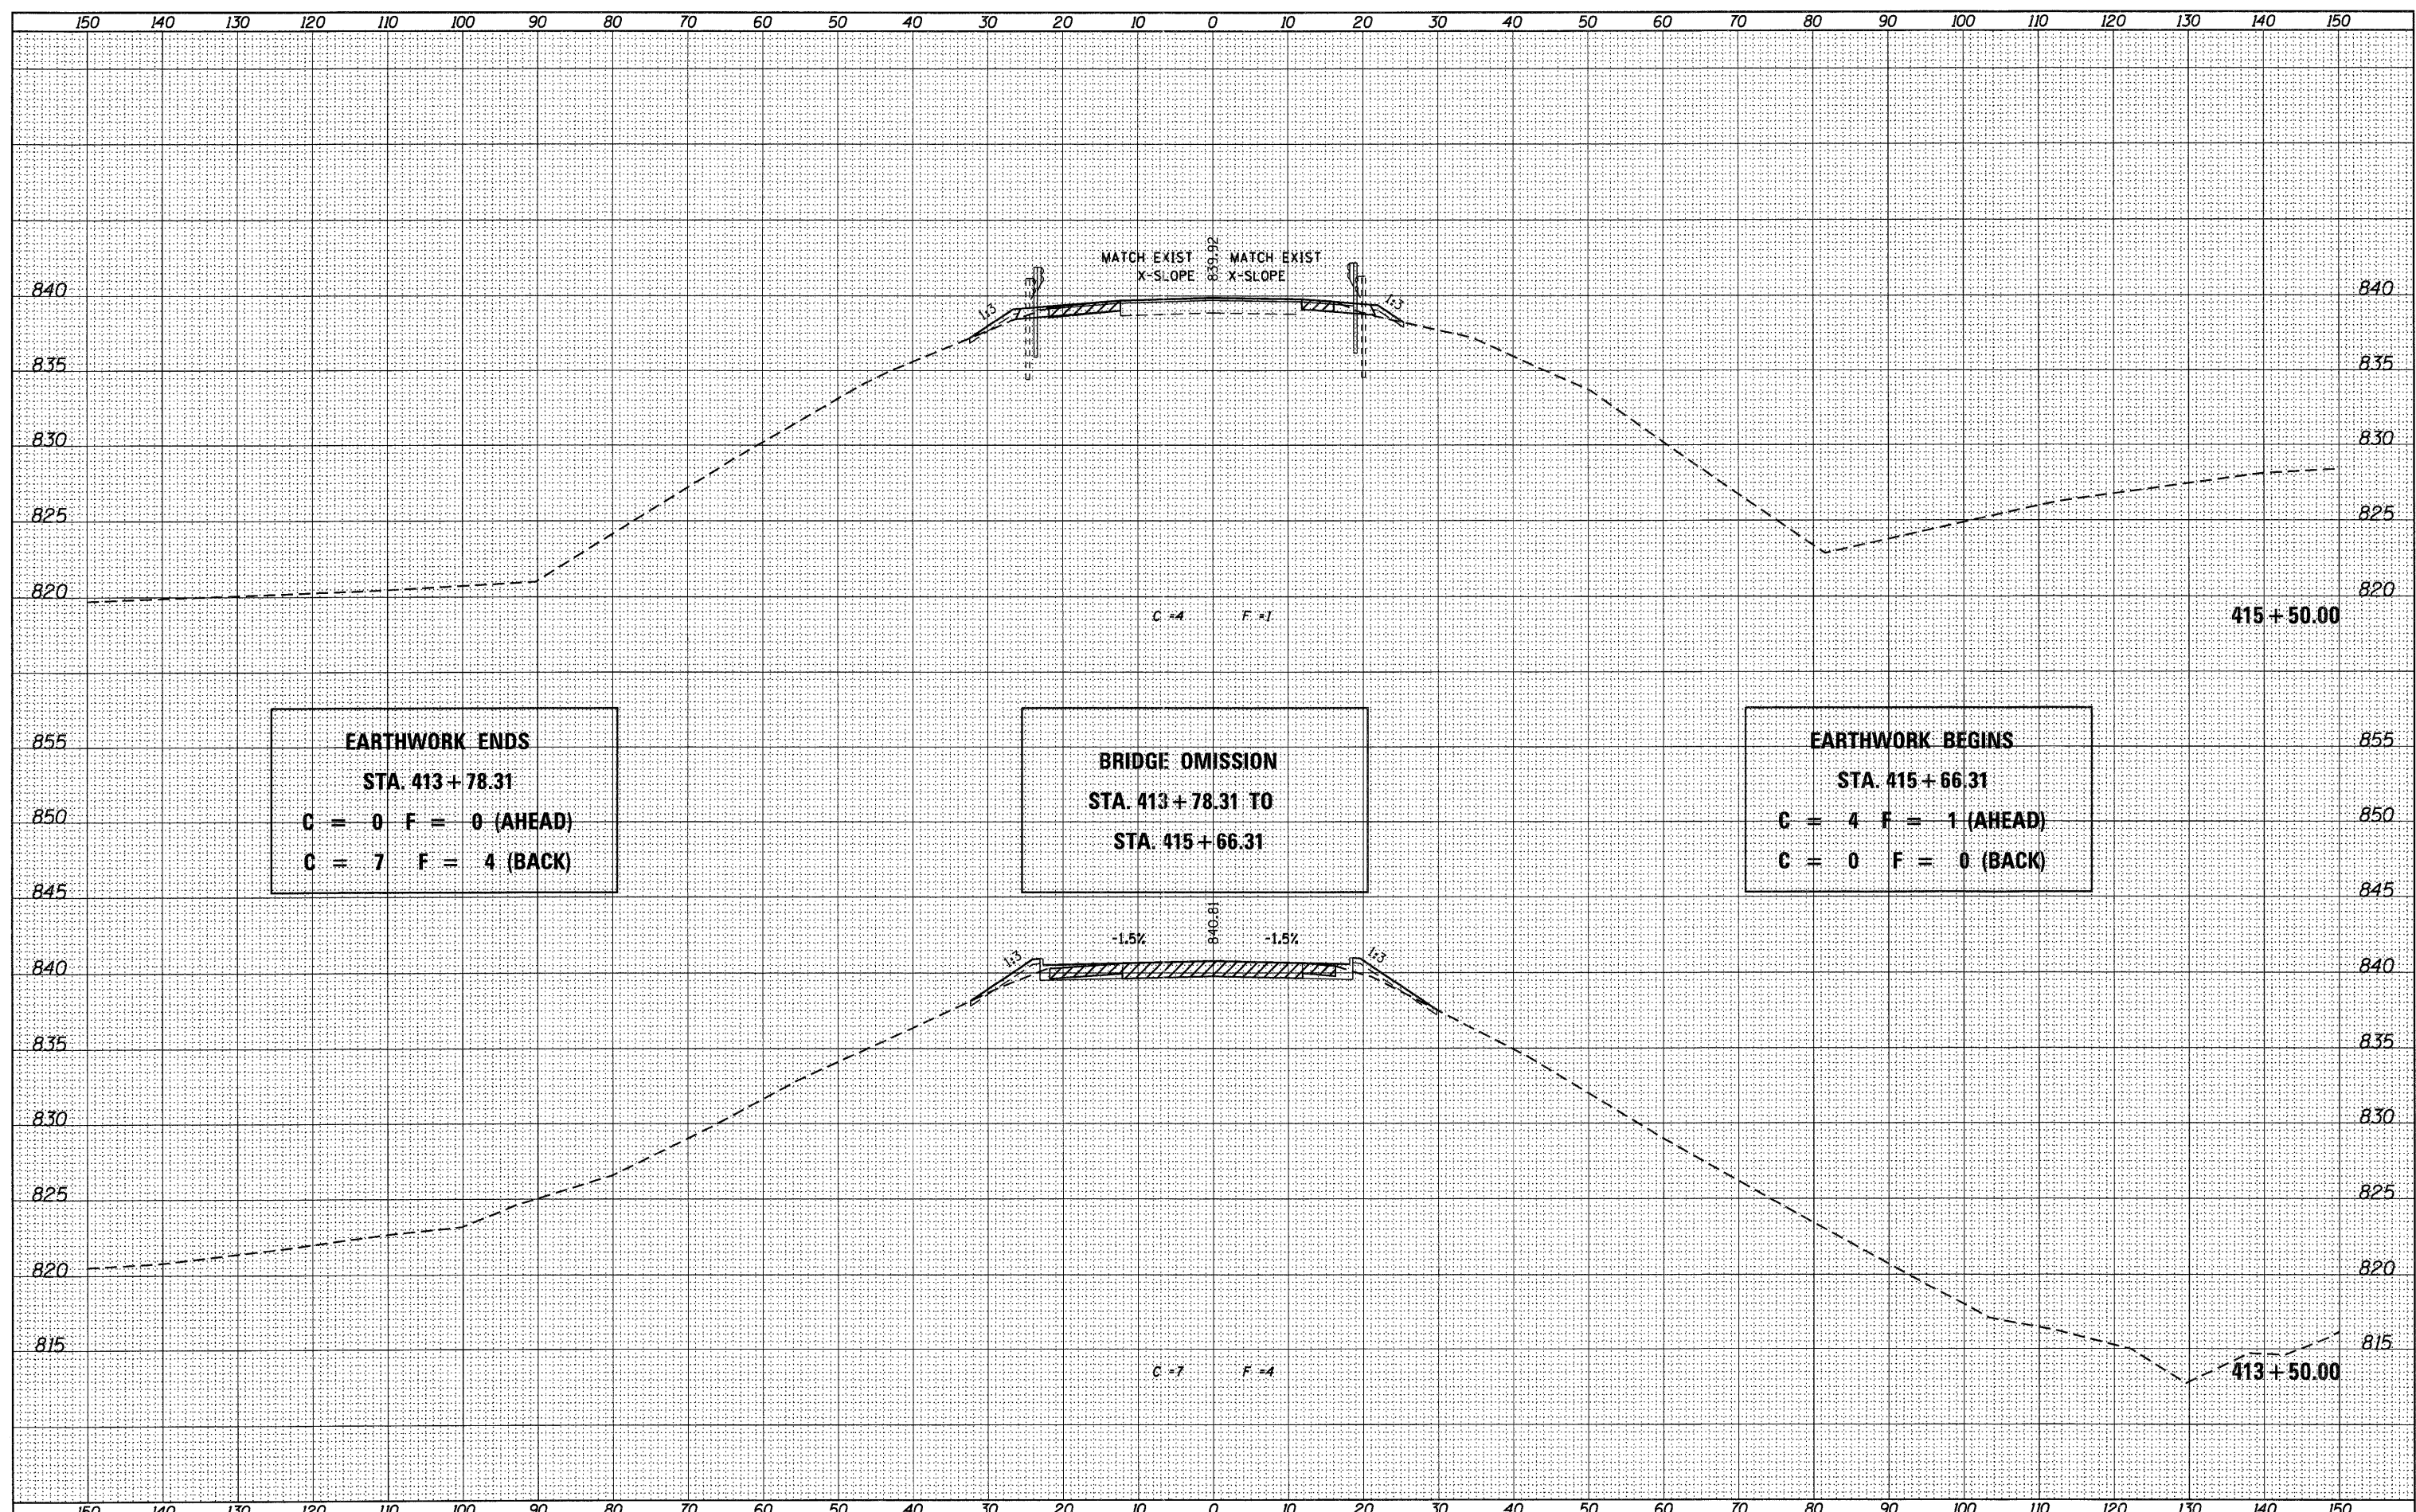 150 140 130 120 110 100 90 80 70 60 50 40 30 20 10 0 10 20 30 40 50 60 70 80 90 100 110 120 130 140 150
839.92
MATCH EXIST MATCH EXIST
X-SLOPE X-SLOPE
840 840
1:3 1:3
835 835
830 830
825 825
820 820
C =4 F =1
415+50.00
EARTHWORK ENDS
STA. 413+78.31
C = 0 F = 0 (AHEAD)
C = 7 F = 4 (BACK)
BRIDGE OMISSION
STA. 413+78.31 TO
STA. 415+66.31
EARTHWORK BEGINS
STA. 415+66.31
C = 4 F = 1 (AHEAD)
C = 0 F = 0 (BACK)
855 855
850 850
845 845
840.81
-1.5% -1.5%
1:3 1:3
840 840
835 835
830 830
825 825
820 820
815 815
C =7 F =4
413+50.00
150 140 130 120 110 100 90 80 70 60 50 40 30 20 10 0 10 20 30 40 50 60 70 80 90 100 110 120 130 140 150